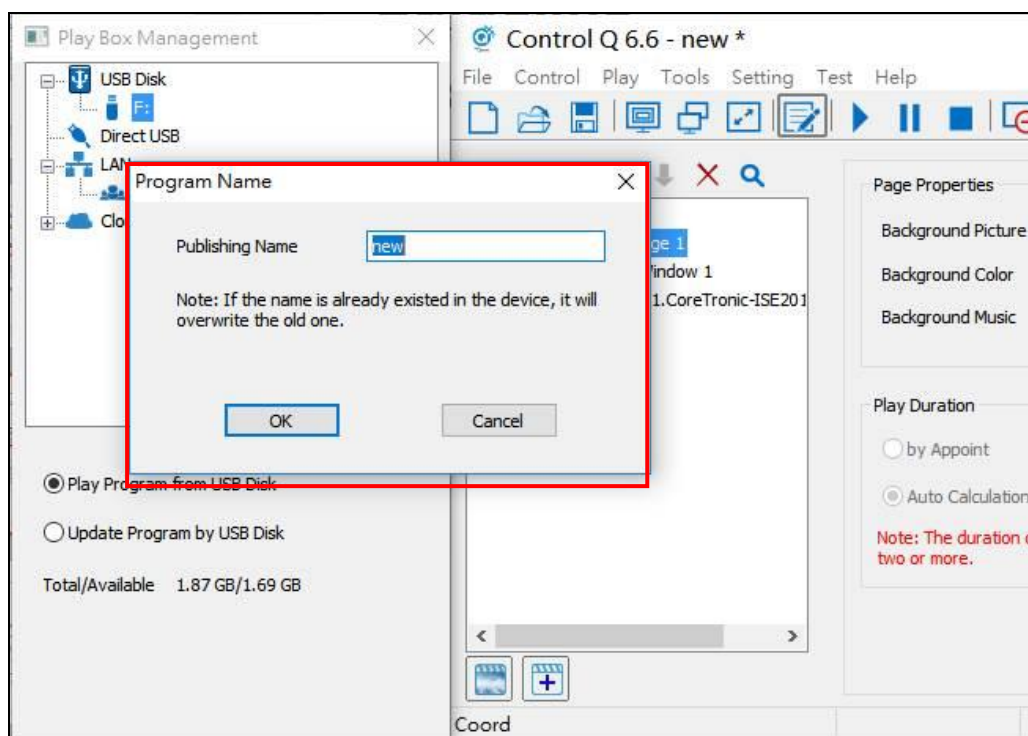 Play Box Management
USB Disk
F:
Direct USB
LAN
Clo
Program Name
Publishing Name
new
Note: If the name is already existed in the device, it will
overwrite the old one.
OK
Cancel
Play Program from USB Disk
Update Program by USB Disk
Total/Available 1.87 GB/1.69 GB
Control Q 6.6 - new *
File Control Play Tools Setting Test Help
ge 1
indow 1
1.CoreTronic-ISE201
Page Properties
Background Picture
Background Color
Background Music
Play Duration
by Appoint
Auto Calculation
Note: The duration
two or more.
Coord